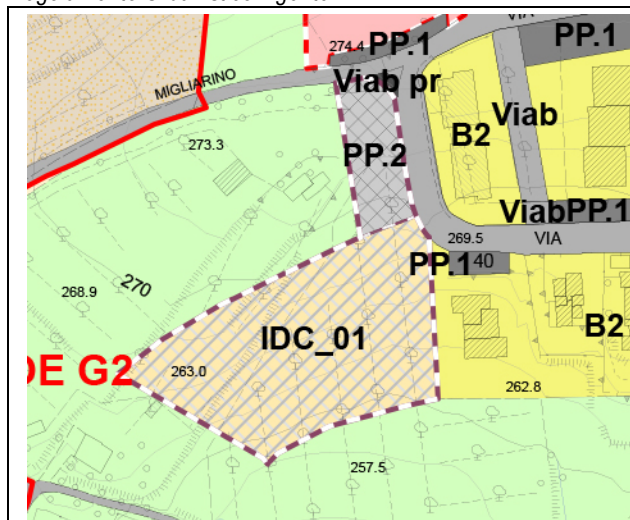 VIA
274.4
PP.1
PP.1
MIGLIARINO
Viab pr
Viab
B2
273.3
PP.2
ViabPP.1
269.5
VIA
PP.1
40
270
268.9
IDC_01
B2
DE G2
263.0
262.8
257.5